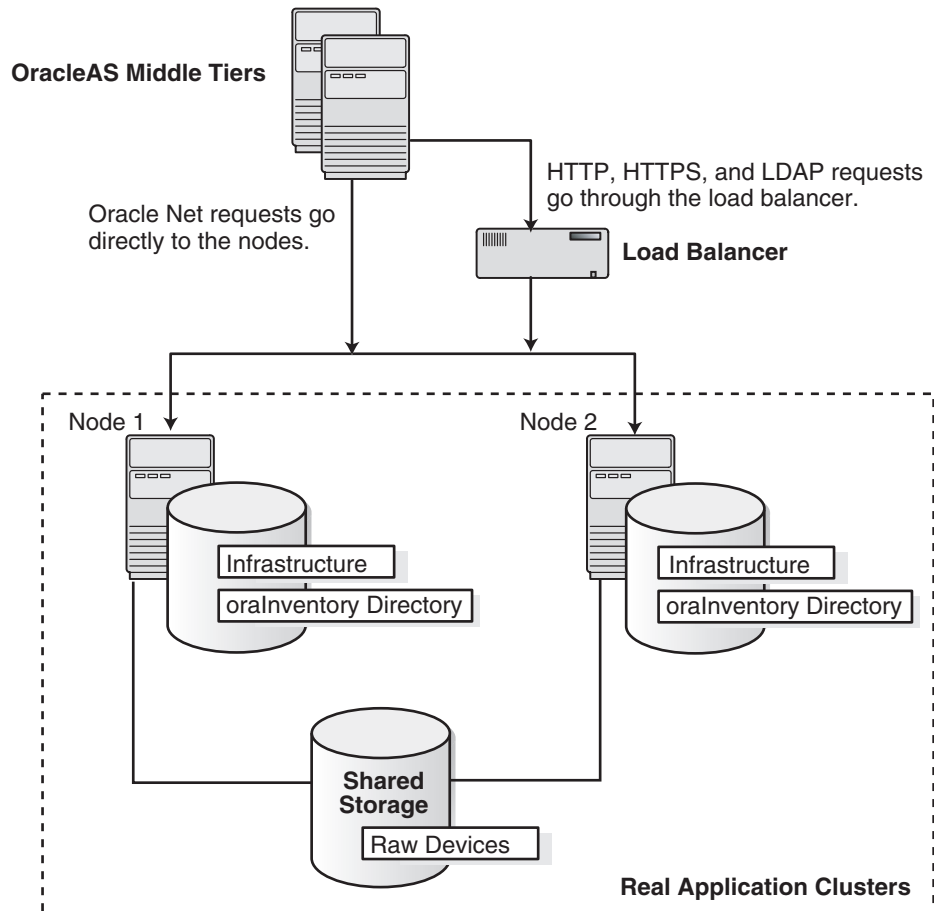 OracleAS Middle Tiers
HTTP, HTTPS, and LDAP requests
go through the load balancer.
Oracle Net requests go
directly to the nodes.
Load Balancer
Node 1
Node 2
Infrastructure
oraInventory Directory
Infrastructure
oraInventory Directory
Shared
Storage
Raw Devices
Real Application Clusters